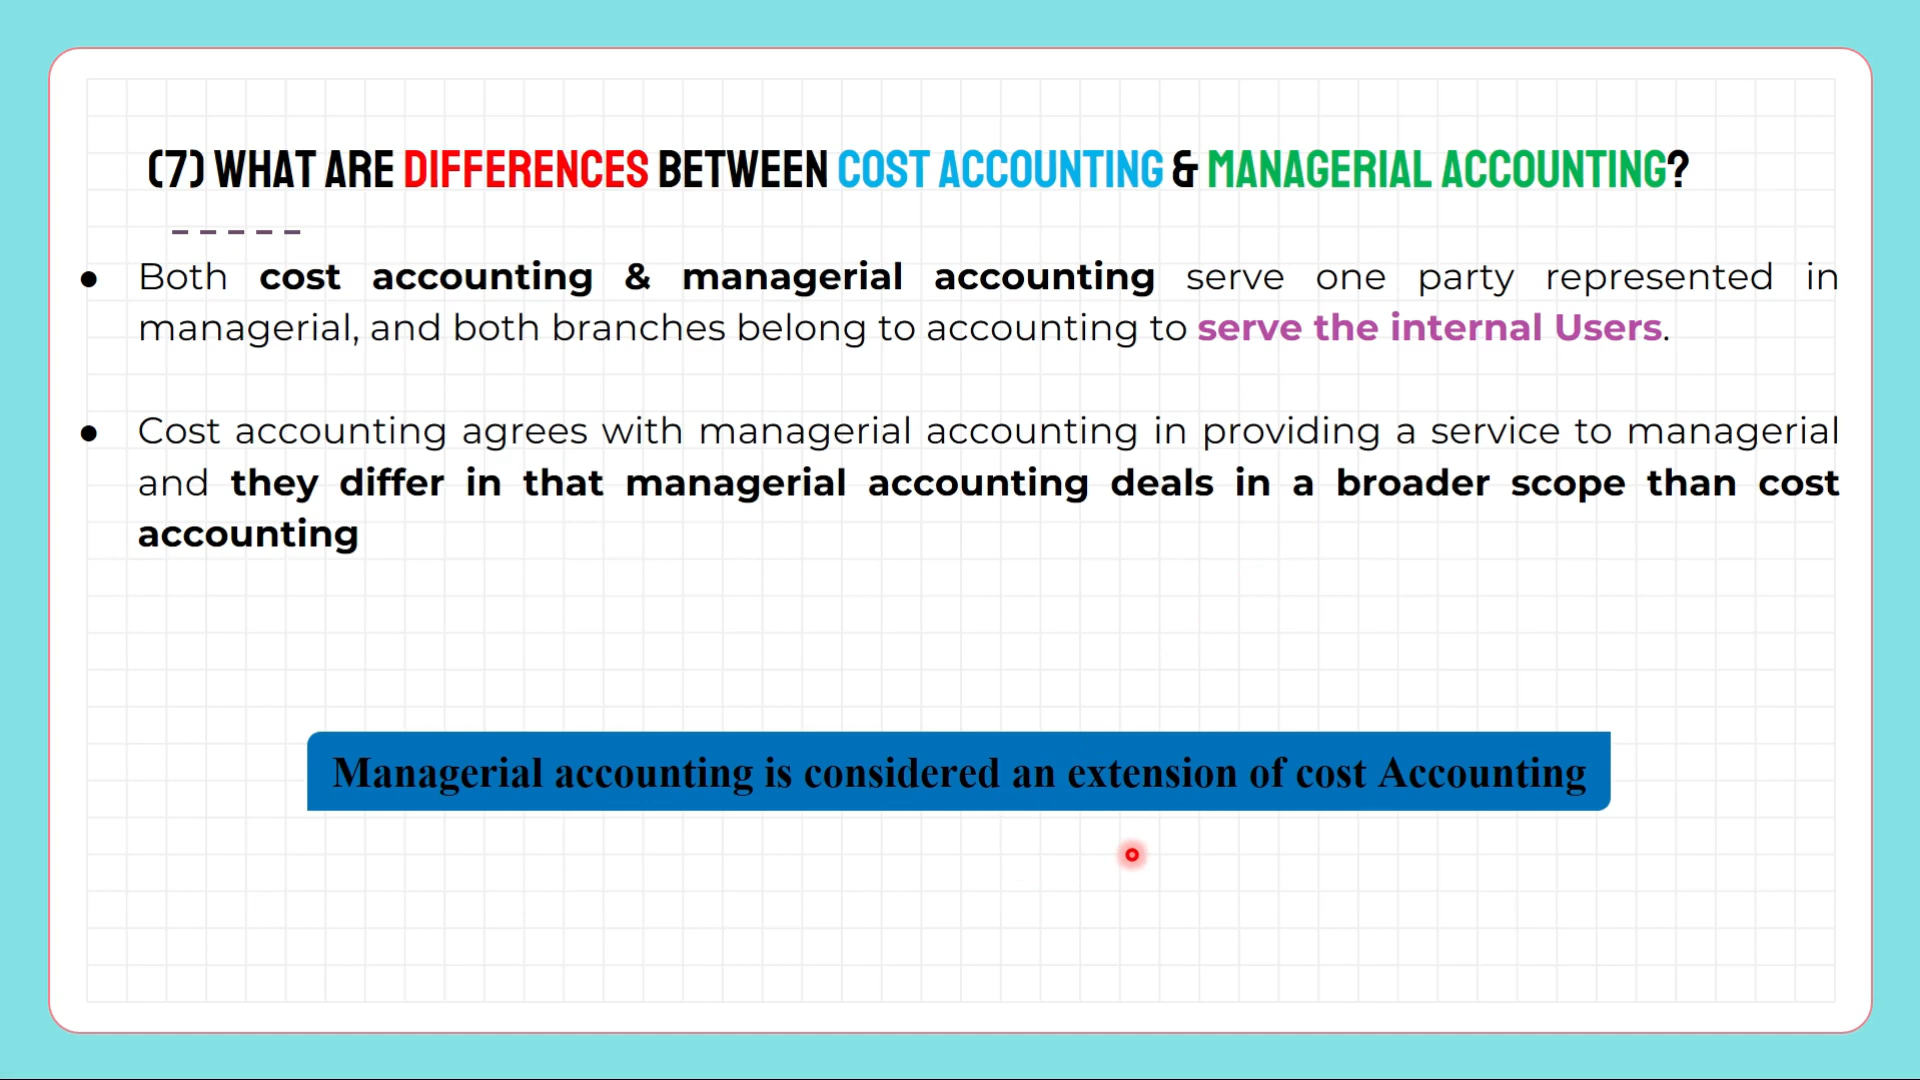 (7) WHAT ARE DIFFERENCES BETWEEN COST ACCOUNTING & MANAGERIAL ACCOUNTING?
● Both cost accounting & managerial accounting serve one party represented in
managerial, and both branches belong to accounting to serve the internal Users.
● Cost accounting agrees with managerial accounting in providing a service to managerial
and they differ in that managerial accounting deals in a broader scope than cost
accounting
Managerial accounting is considered an extension of cost Accounting